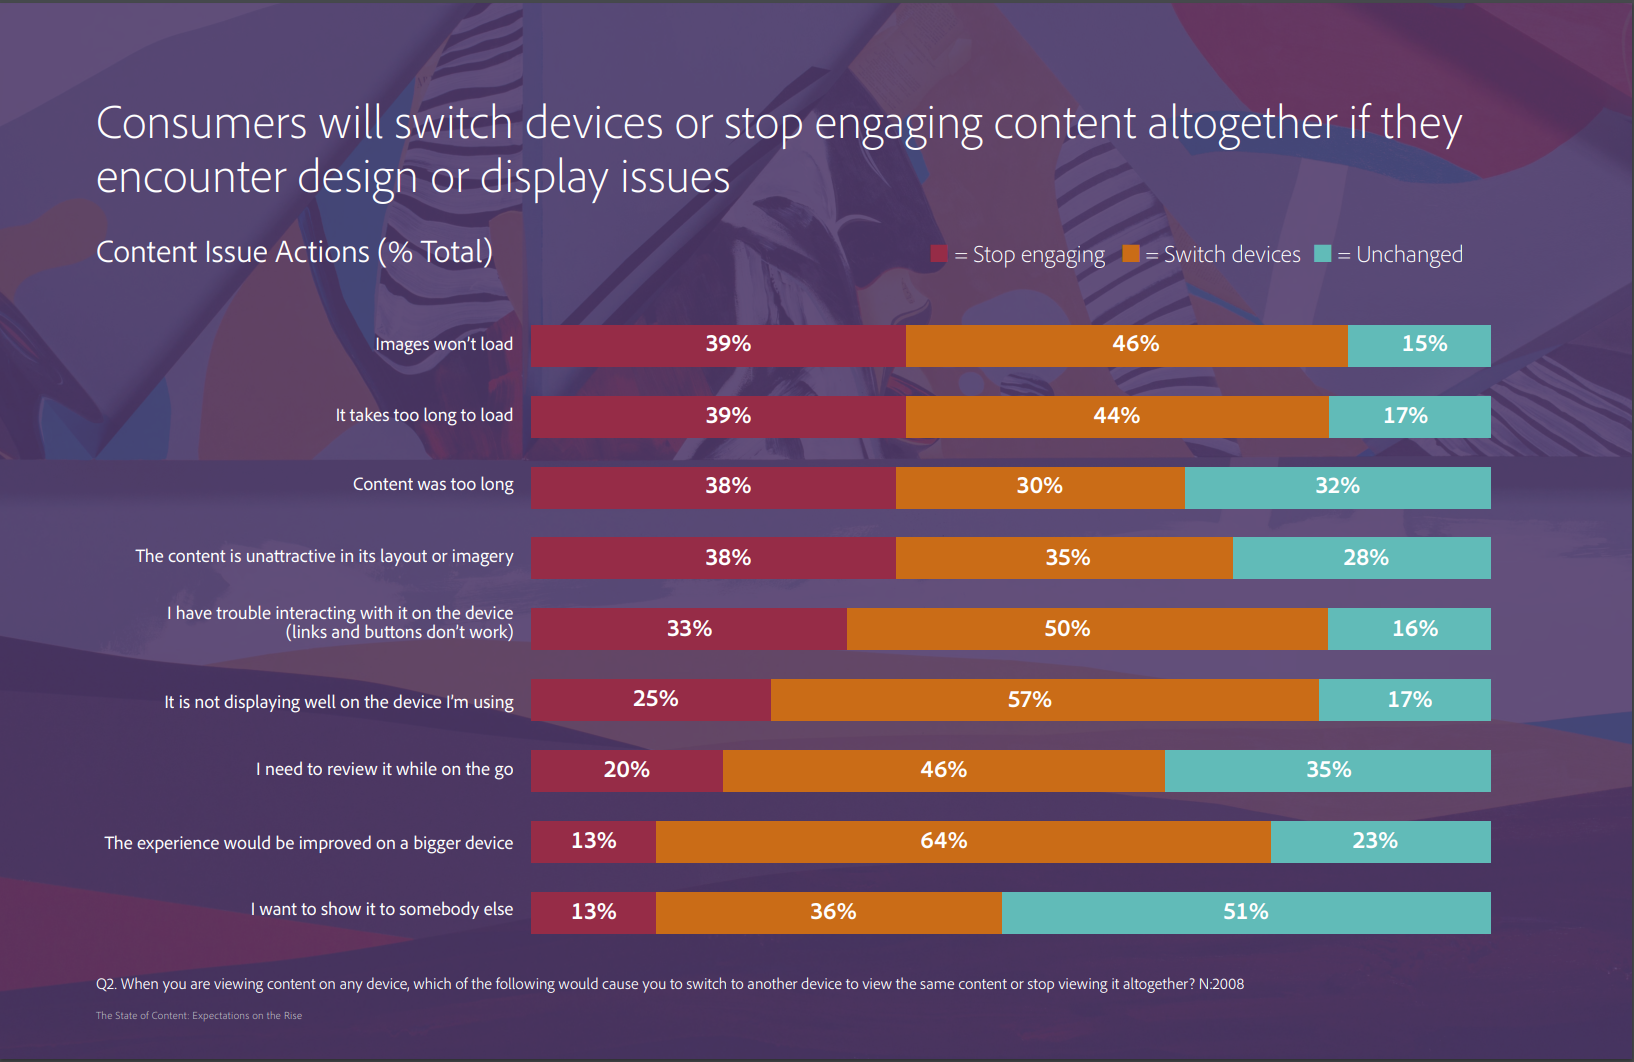 Consumers will switch devices or stop engaging content altogether if they
encounter design or display issues
Content Issue Actions (% Total)
= Stop engaging = Switch devices = Unchanged
Images won’t load 39% 46% 15%
It takes too long to load 39% 44% 17%
Content was too long 38% 30% 32%
The content is unattractive in its layout or imagery 38% 35% 28%
I have trouble interacting with it on the device
(links and buttons don’t work) 33% 50% 16%
It is not displaying well on the device I’m using 25% 57% 17%
I need to review it while on the go 20% 46% 35%
The experience would be improved on a bigger device 13% 64% 23%
I want to show it to somebody else 13% 36% 51%
Q2. When you are viewing content on any device, which of the following would cause you to switch to another device to view the same content or stop viewing it altogether? N:2008
The State of Content: Expectations on the Rise